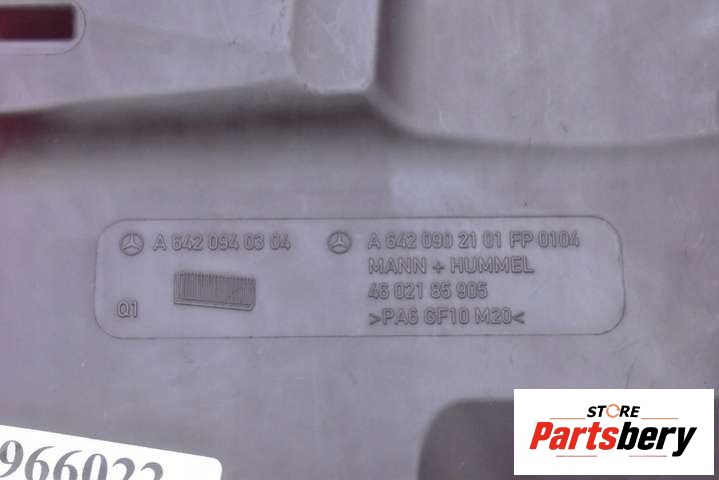 A 642 094 03 04
A 642 090 21 01 FP 0104
MANN + HUMMEL
46 021 85 905
Q1
>PA6 GF10 M20<
966022
STORE
Partsbery